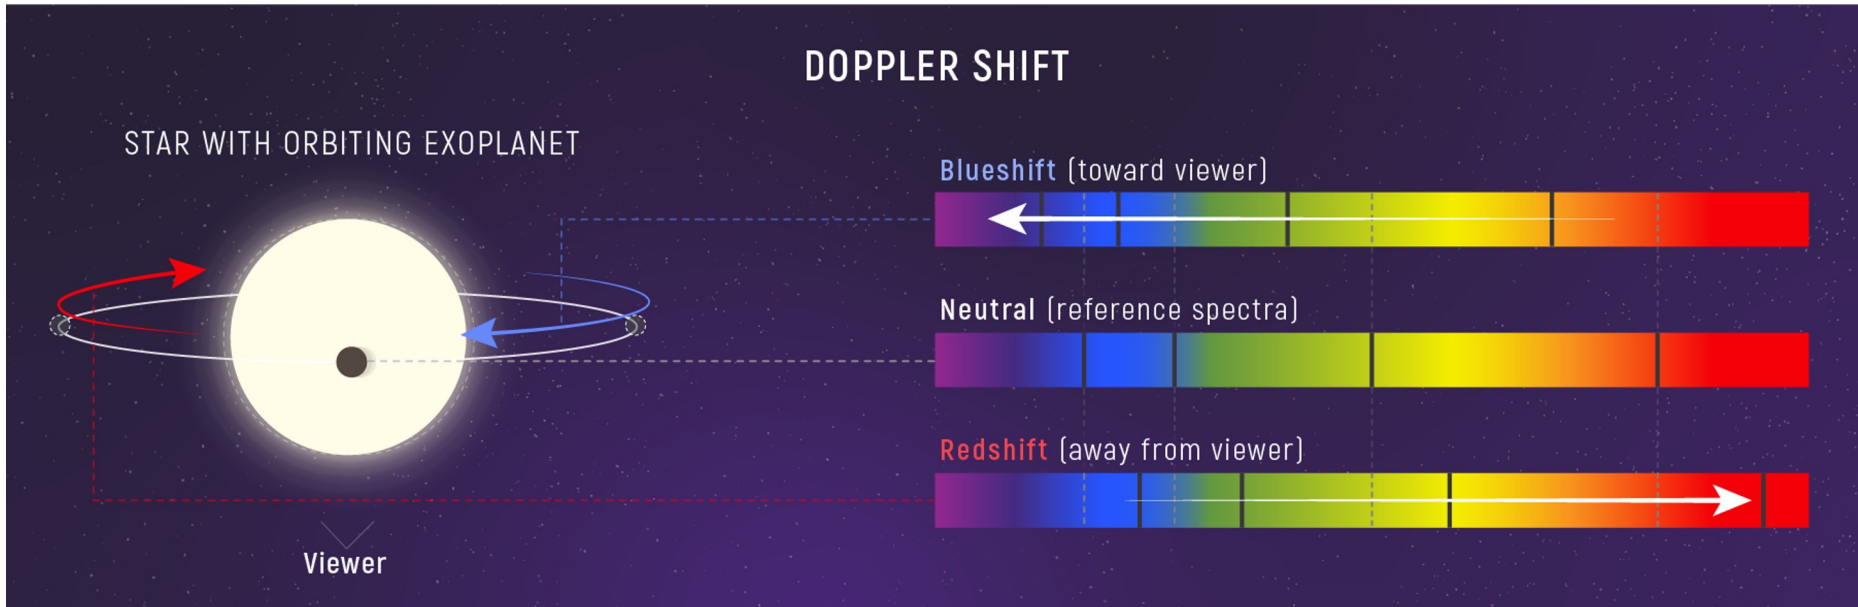 DOPPLER SHIFT
STAR WITH ORBITING EXOPLANET
Blueshift (toward viewer)
Neutral (reference spectra)
Redshift (away from viewer)
Viewer